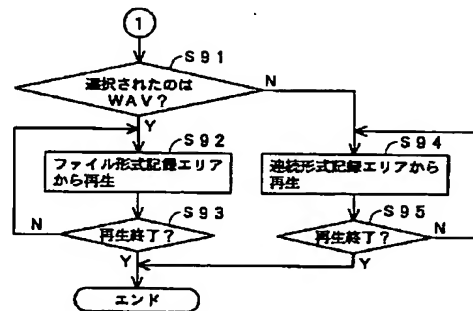 1
S91
選択されたのは
WAV?
N
Y
S92
ファイル形式記録エリア
から再生
S94
連続形式記録エリアから
再生
S93
再生終了?
N
Y
S95
再生終了?
N
Y
エンド